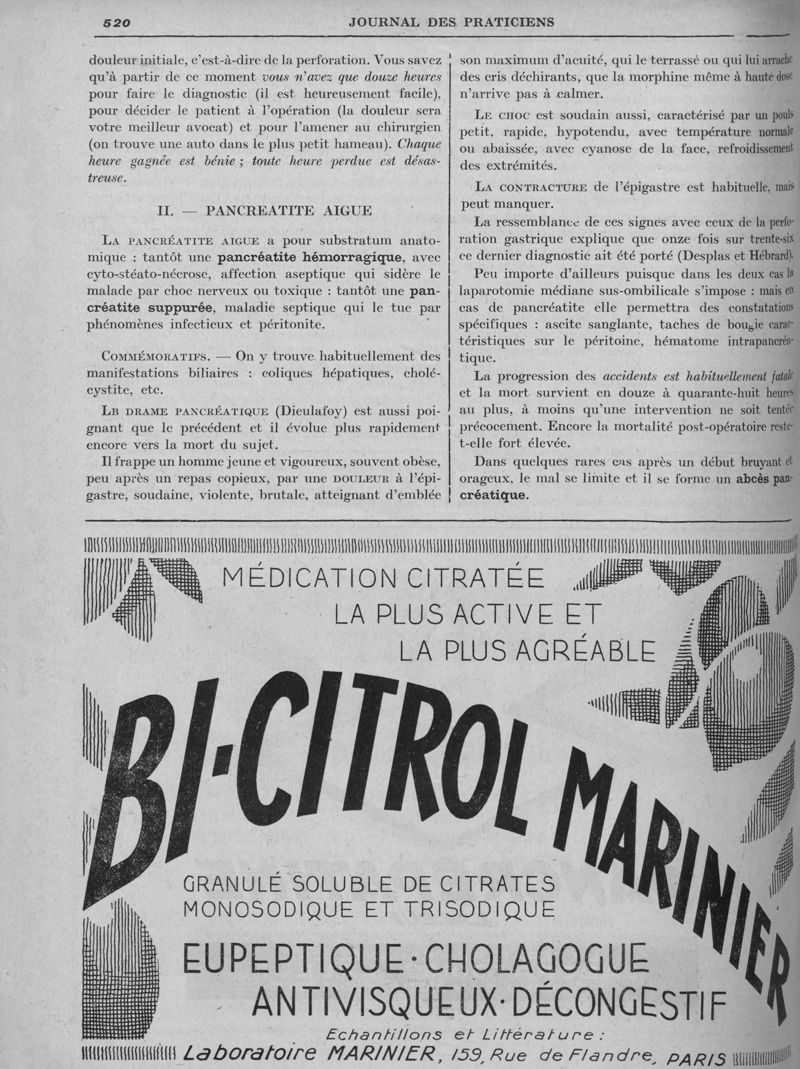 520
JOURNAL DES PRATICIENS
douleur initiale, c'est-à-dire de la perforation. Vous savez
qu'à partir de ce moment vous n'avez que douze heures
pour faire le diagnostic (il est heureusement facile),
pour décider le patient à l'opération (la douleur sera
votre meilleur avocat) et pour l'amener au chirurgien
(on trouve une auto dans le plus petit hameau). Chaque
heure gagnée est bénie ; toute heure perdue est désas-
treuse.
II. — PANCREATITE AIGUE
LA PANCRÉATITE AIGUE a pour substratum anato-
mique : tantôt une pancréatite hémorragique, avec
cyto-stéato-nécrose, affection aseptique qui sidère le
malade par choc nerveux ou toxique : tantôt une pan-
créatite suppurée, maladie septique qui le tue par
phénomènes infectieux et péritonite.
COMMÉMORATIFS. — On y trouve habituellement des
manifestations biliaires : coliques hépatiques, cholé-
cystite, etc.
LB DRAME PANCRÉATIQUE (Dieulafoy) est aussi poi-
gnant que le précédent et il évolue plus rapidement
encore vers la mort du sujet.
Il frappe un homme jeune et vigoureux, souvent obèse,
peu après un repas copieux, par une DOULEUR à l'épi-
gastre, soudaine, violente, brutale, atteignant d'emblée
son maximum d'acuité, qui le terrassé ou qui lui arrache
des cris déchirants, que la morphine même à haute dose
n'arrive pas à calmer.
LE CHOC est soudain aussi, caractérisé par un pouls
petit, rapide, hypotendu, avec température normale
ou abaissée, avec cyanose de la face, refroidissement
des extrémités.
LA CONTRACTURE de l'épigastre est habituelle, mais
peut manquer.
La ressemblance de ces signes avec ceux de la perfo-
ration gastrique explique que onze fois sur trente-six
ce dernier diagnostic ait été porté (Desplas et Hébrard).
Peu importe d'ailleurs puisque dans les deux cas la
laparotomie médiane sus-ombilicale s'impose : mais en
cas de pancréatite elle permettra des constatations
spécifiques : ascite sanglante, taches de bougie carac-
téristiques sur le péritoine, hématome intrapancréa-
tique.
La progression des accidents est habituellement fatale
et la mort survient en douze à quarante-huit heures
au plus, à moins qu'une intervention ne soit tentée
précocement. Encore la mortalité post-opératoire reste-
t-elle fort élevée.
Dans quelques rares cas après un début bruyant et
orageux, le mal se limite et il se forme un abcès pan-
créatique.
MÉDICATION CITRATÉE
LA PLUS ACTIVE ET
LA PLUS AGRÉABLE
BI-CITROL MARINIER
GRANULÉ SOLUBLE DE CITRATES
MONOSODIQUE ET TRISODIQUE
EUPEPTIQUE·CHOLAGOGUE
ANTIVISQUEUX·DÉCONGESTIF
Echantillons et Littérature :
Laboratoire MARINIER, 159, Rue de Flandre, PARIS